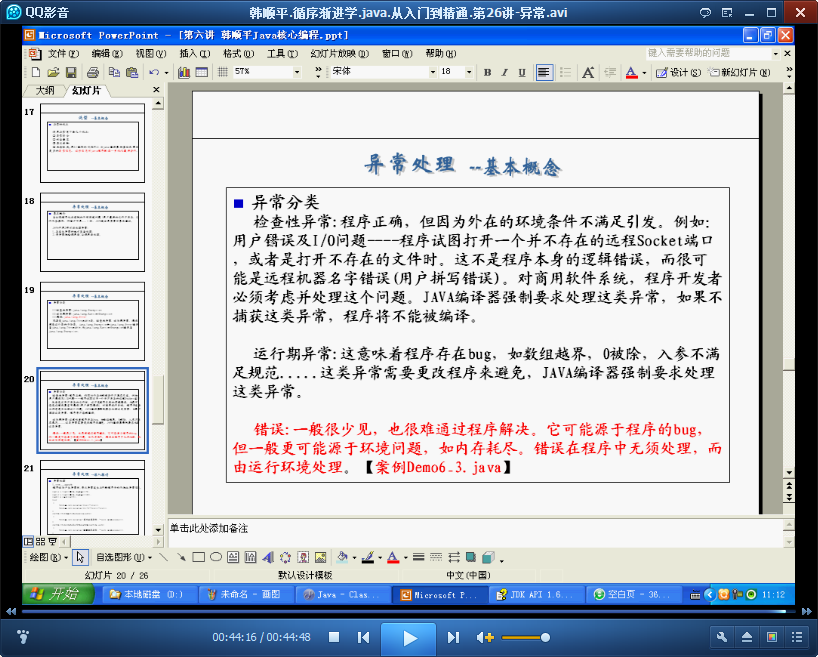 QQ影音
韩顺平.循序渐进学.java.从入门到精通.第26讲-异常.avi
Microsoft PowerPoint - [第六讲 韩顺平Java核心编程.ppt]
文件(F) 编辑(E) 视图(V) 插入(I) 格式(O) 工具(T) 幻灯片放映(D) 窗口(W) 帮助(H) 键入需要帮助的问题
57% 宋体 18 B I U A A 设计(S) 新幻灯片(N)
大纲 幻灯片
17
18
19
20
21
异常处理 --基本概念
异常分类
检查性异常:程序正确，但因为外在的环境条件不满足引发。例如:
用户错误及I/O问题----程序试图打开一个并不存在的远程Socket端口
，或者是打开不存在的文件时。这不是程序本身的逻辑错误，而很可
能是远程机器名字错误(用户拼写错误)。对商用软件系统，程序开发者
必须考虑并处理这个问题。JAVA编译器强制要求处理这类异常，如果不
捕获这类异常，程序将不能被编译。
运行期异常:这意味着程序存在bug，如数组越界，0被除，入参不满
足规范.....这类异常需要更改程序来避免，JAVA编译器强制要求处理
这类异常。
错误:一般很少见，也很难通过程序解决。它可能源于程序的bug，
但一般更可能源于环境问题，如内存耗尽。错误在程序中无须处理，而
由运行环境处理。【案例Demo6_3.java】
单击此处添加备注
绘图(R) 自选图形(U)
幻灯片 20 / 26 默认设计模板 中文(中国)
开始 本地磁盘 (D:) 未命名 - 画图 Java - Clas... Microsoft P... JDK API 1.6... 空白页 - 36... 11:12
00:44:16 / 00:44:48